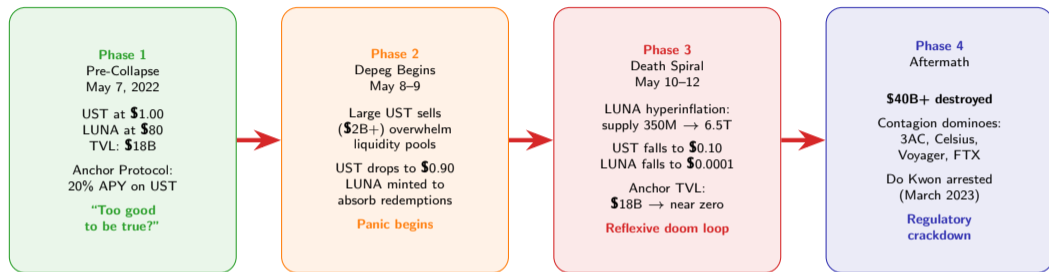 Phase 1
Pre-Collapse
May 7, 2022
UST at $1.00
LUNA at $80
TVL: $18B
Anchor Protocol:
20% APY on UST
“Too good
to be true?”
Phase 2
Depeg Begins
May 8–9
Large UST sells
($2B+) overwhelm
liquidity pools
UST drops to $0.90
LUNA minted to
absorb redemptions
Panic begins
Phase 3
Death Spiral
May 10–12
LUNA hyperinflation:
supply 350M → 6.5T
UST falls to $0.10
LUNA falls to $0.0001
Anchor TVL:
$18B → near zero
Reflexive doom loop
Phase 4
Aftermath
$40B+ destroyed
Contagion dominoes:
3AC, Celsius,
Voyager, FTX
Do Kwon arrested
(March 2023)
Regulatory
crackdown